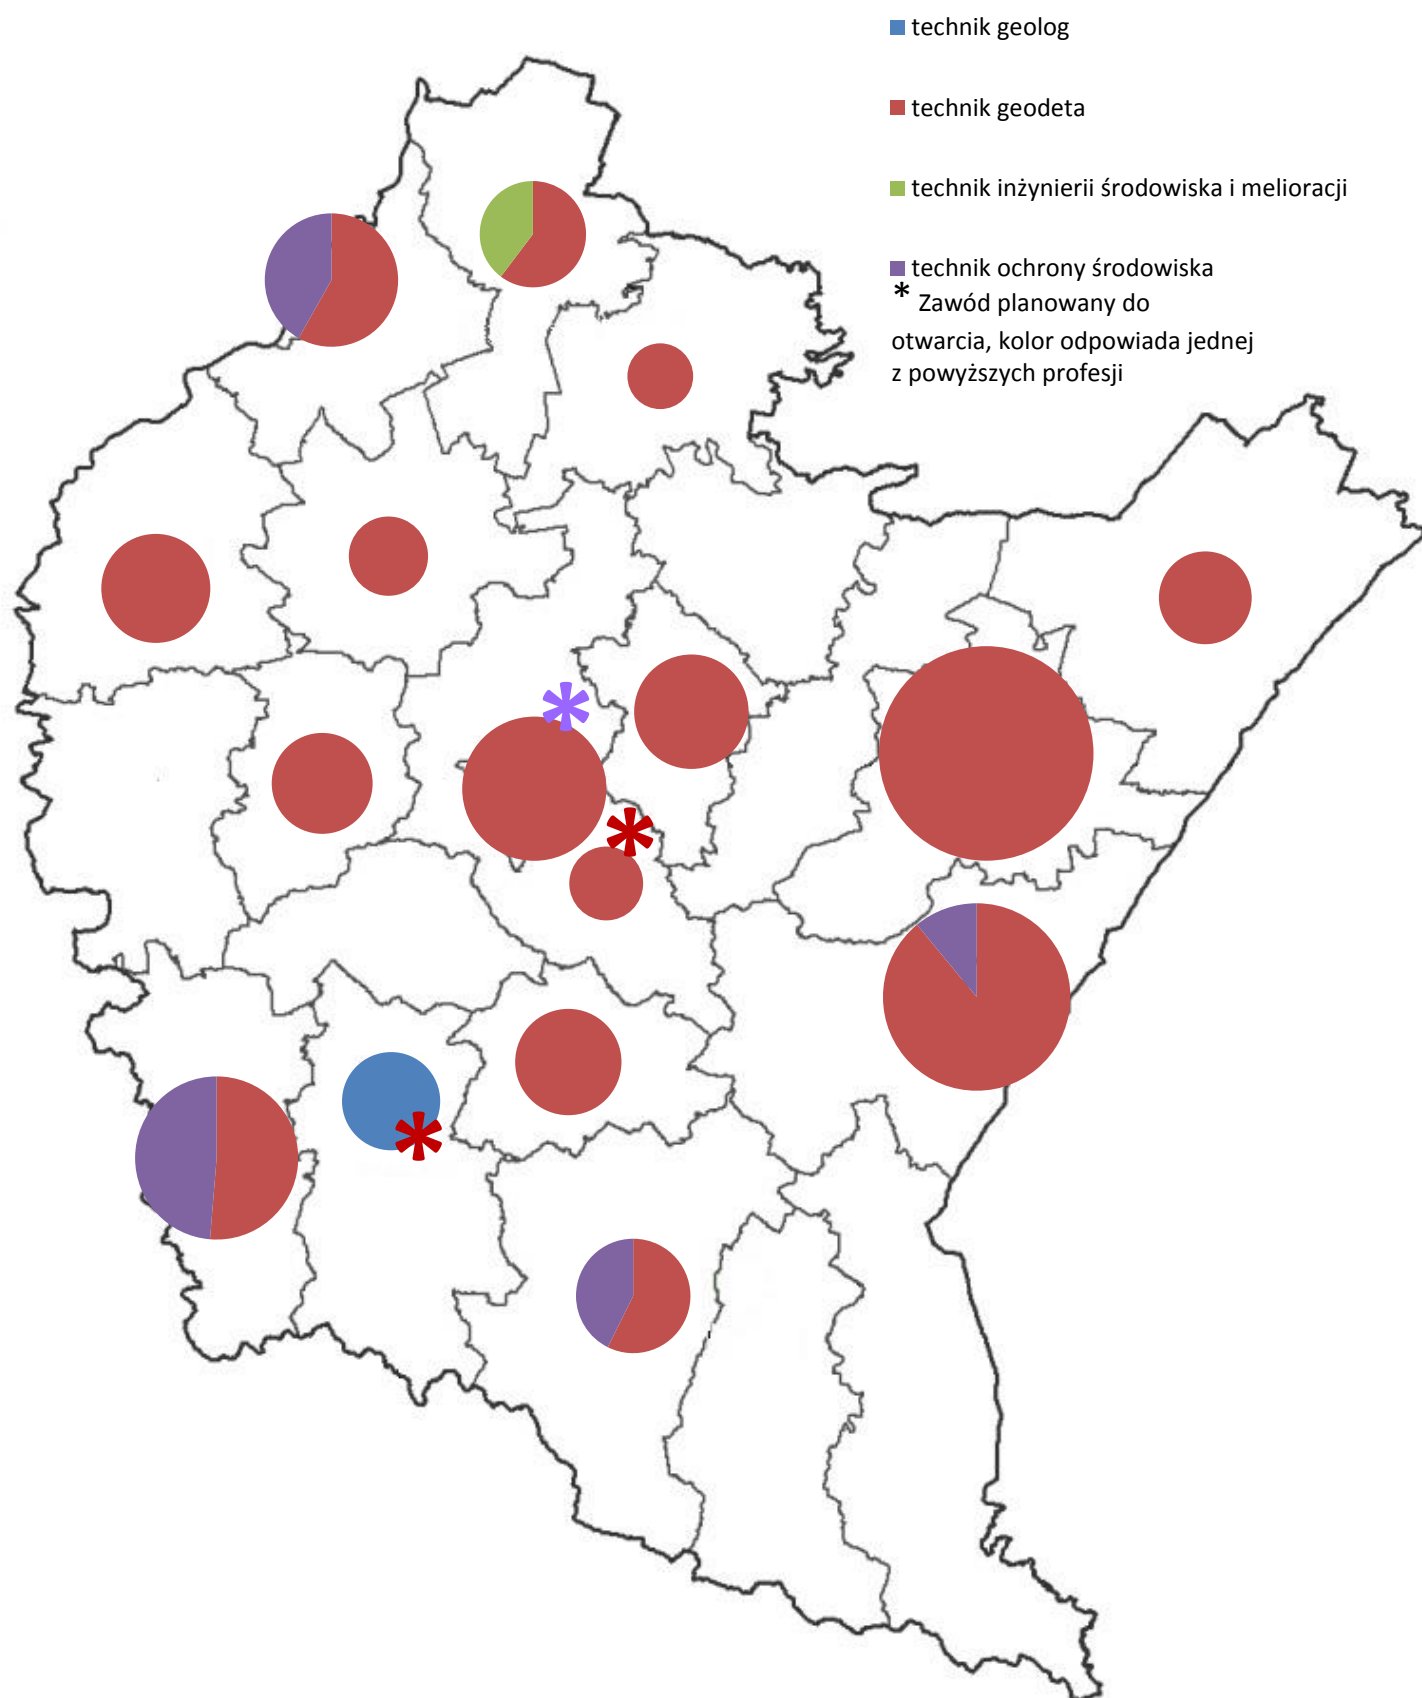 technik geolog
technik geodeta
technik inżynierii środowiska i melioracji
technik ochrony środowiska
* Zawód planowany do
otwarcia, kolor odpowiada jednej
z powyższych profesji